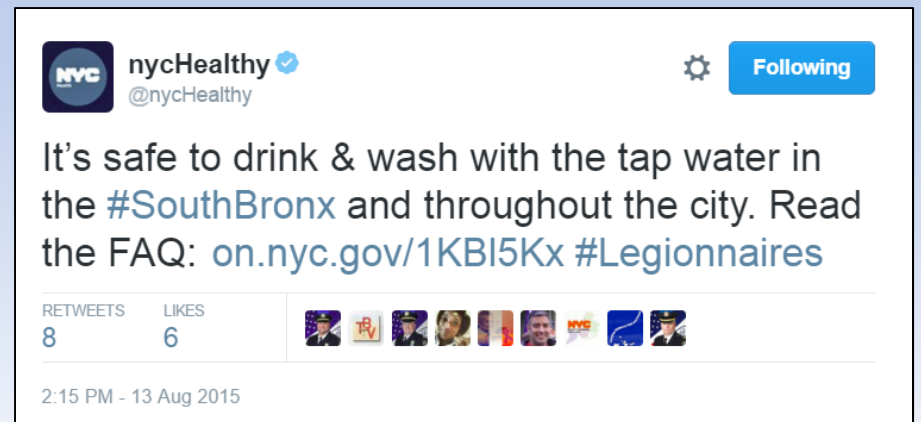 NYC
nycHealthy
@nycHealthy
Following
It's safe to drink & wash with the tap water in
the #SouthBronx and throughout the city. Read
the FAQ: on.nyc.gov/1KBI5Kx #Legionnaires
RETWEETS
LIKES
8
6
TBV
NYC
2:15 PM - 13 Aug 2015